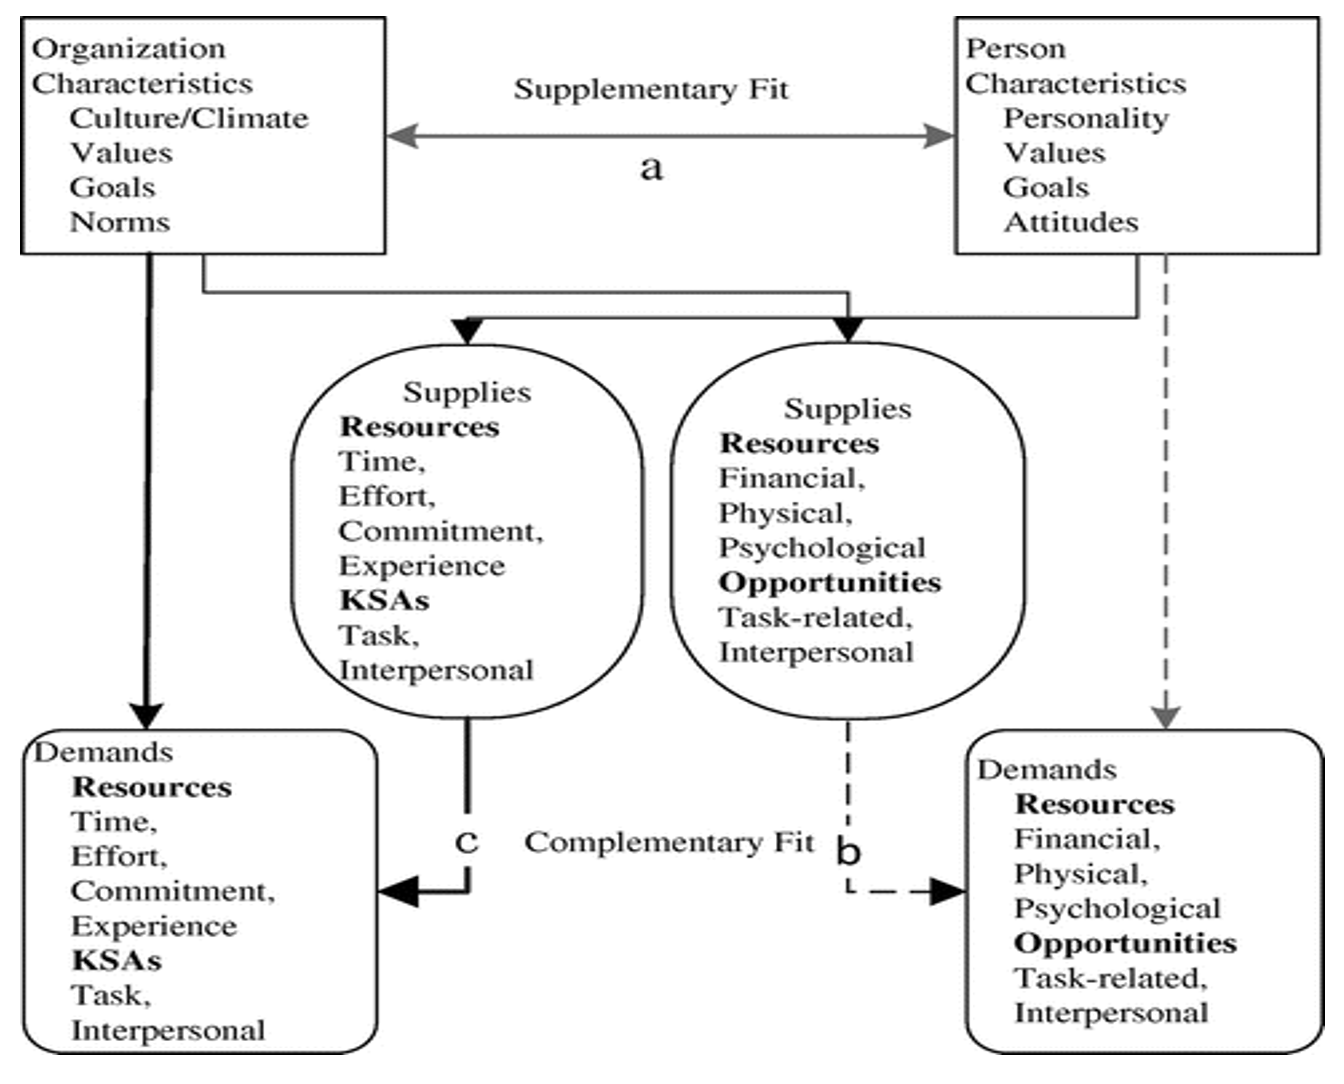 Organization
Characteristics
Culture/Climate
Values
Goals
Norms
Supplementary Fit
a
Person
Characteristics
Personality
Values
Goals
Attitudes
Supplies
Resources
Time,
Effort,
Commitment,
Experience
KSAs
Task,
Interpersonal
Supplies
Resources
Financial,
Physical,
Psychological
Opportunities
Task-related,
Interpersonal
Demands
Resources
Time,
Effort,
Commitment,
Experience
KSAs
Task,
Interpersonal
c
Complementary Fit
b
Demands
Resources
Financial,
Physical,
Psychological
Opportunities
Task-related,
Interpersonal